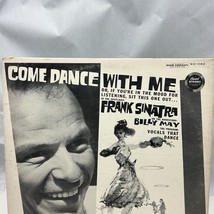 COME DANCE WITH ME
OR, IF YOU'RE IN THE MOOD FOR
LISTENING, SIT THIS ONE OUT...
FRANK SINATRA
BILLY MAY
VOCALS THAT
DANCE